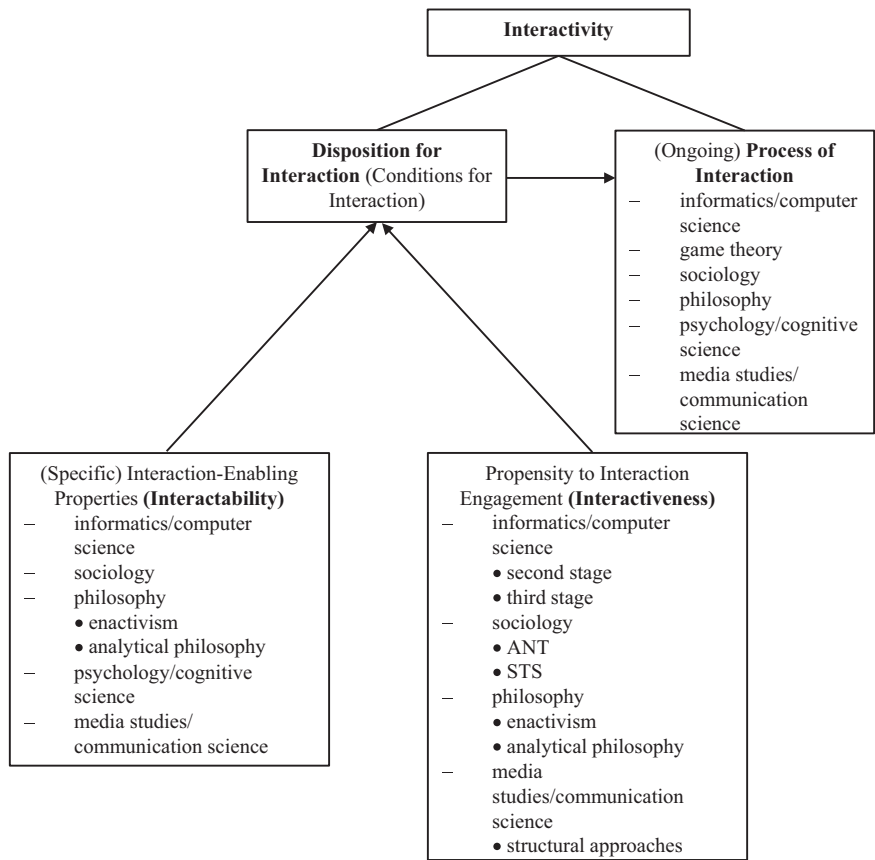 Interactivity
Disposition for
Interaction (Conditions for
Interaction)
(Ongoing) Process of
Interaction
– informatics/computer
science
– game theory
– sociology
– philosophy
– psychology/cognitive
science
– media studies/
communication
science
(Specific) Interaction-Enabling
Properties (Interactability)
– informatics/computer
science
– sociology
– philosophy
• enactivism
• analytical philosophy
– psychology/cognitive
science
– media studies/
communication science
Propensity to Interaction
Engagement (Interactiveness)
– informatics/computer
science
• second stage
• third stage
– sociology
• ANT
• STS
– philosophy
• enactivism
• analytical philosophy
– media
studies/communication
science
• structural approaches